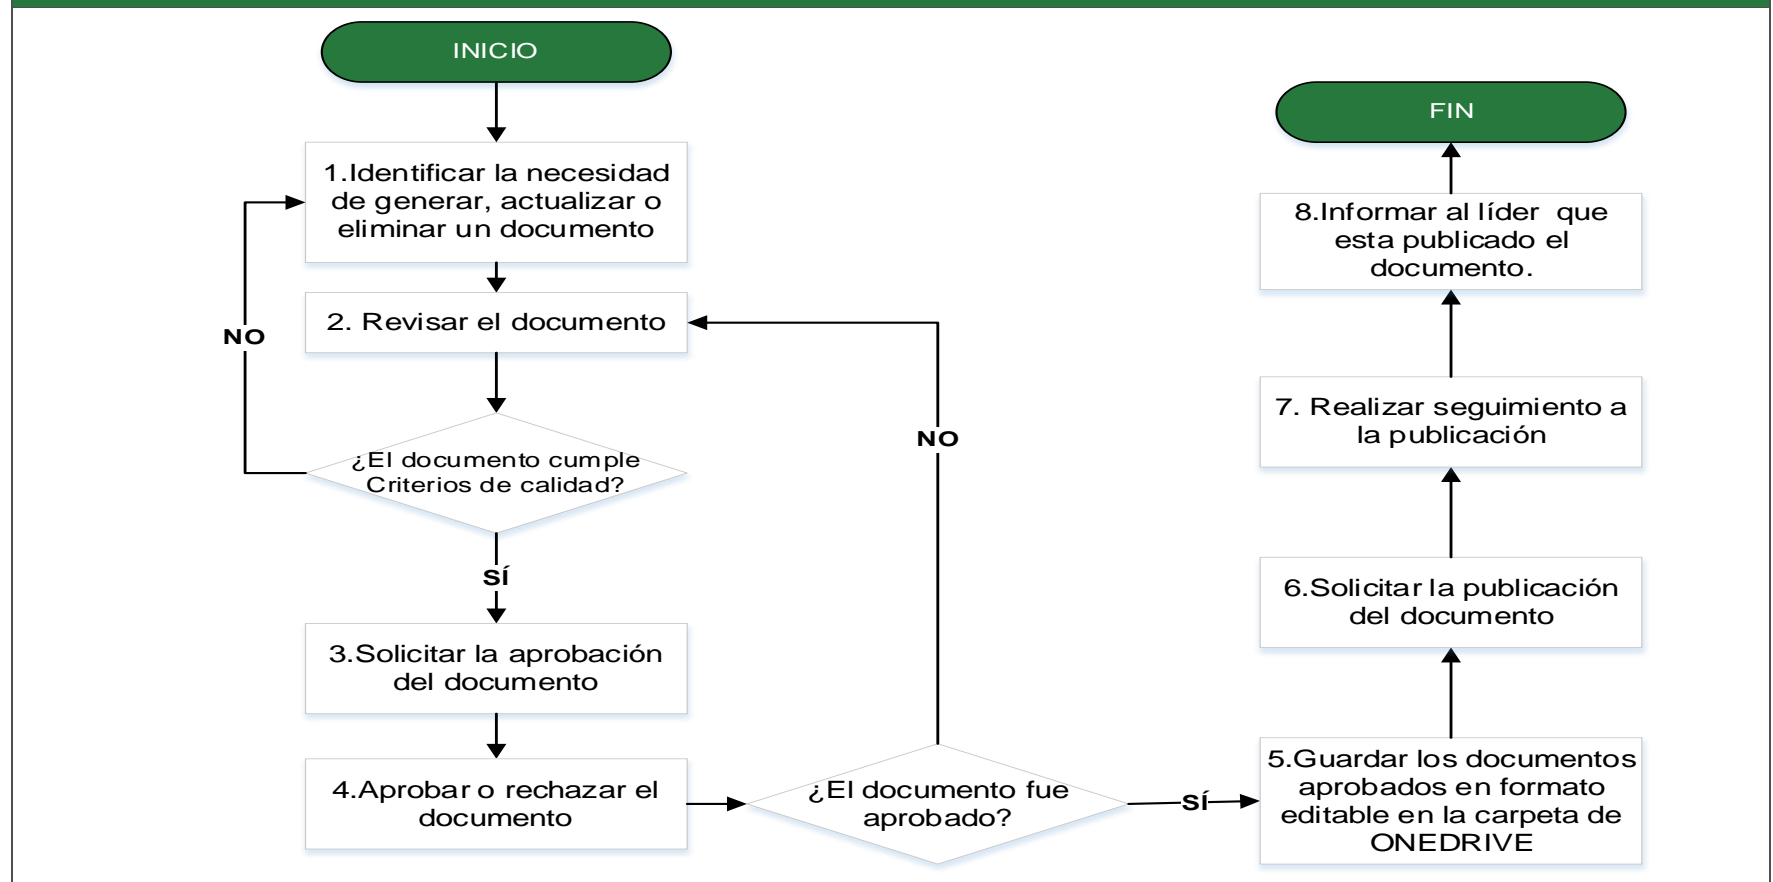 INICIO
1.Identificar la necesidad
de generar, actualizar o
eliminar un documento
2. Revisar el documento
NO
¿El documento cumple
Criterios de calidad?
SÍ
3.Solicitar la aprobación
del documento
4.Aprobar o rechazar el
documento
NO
¿El documento fue
aprobado?
SÍ
5.Guardar los documentos
aprobados en formato
editable en la carpeta de
ONEDRIVE
6.Solicitar la publicación
del documento
7. Realizar seguimiento a
la publicación
8.Informar al líder que
esta publicado el
documento.
FIN